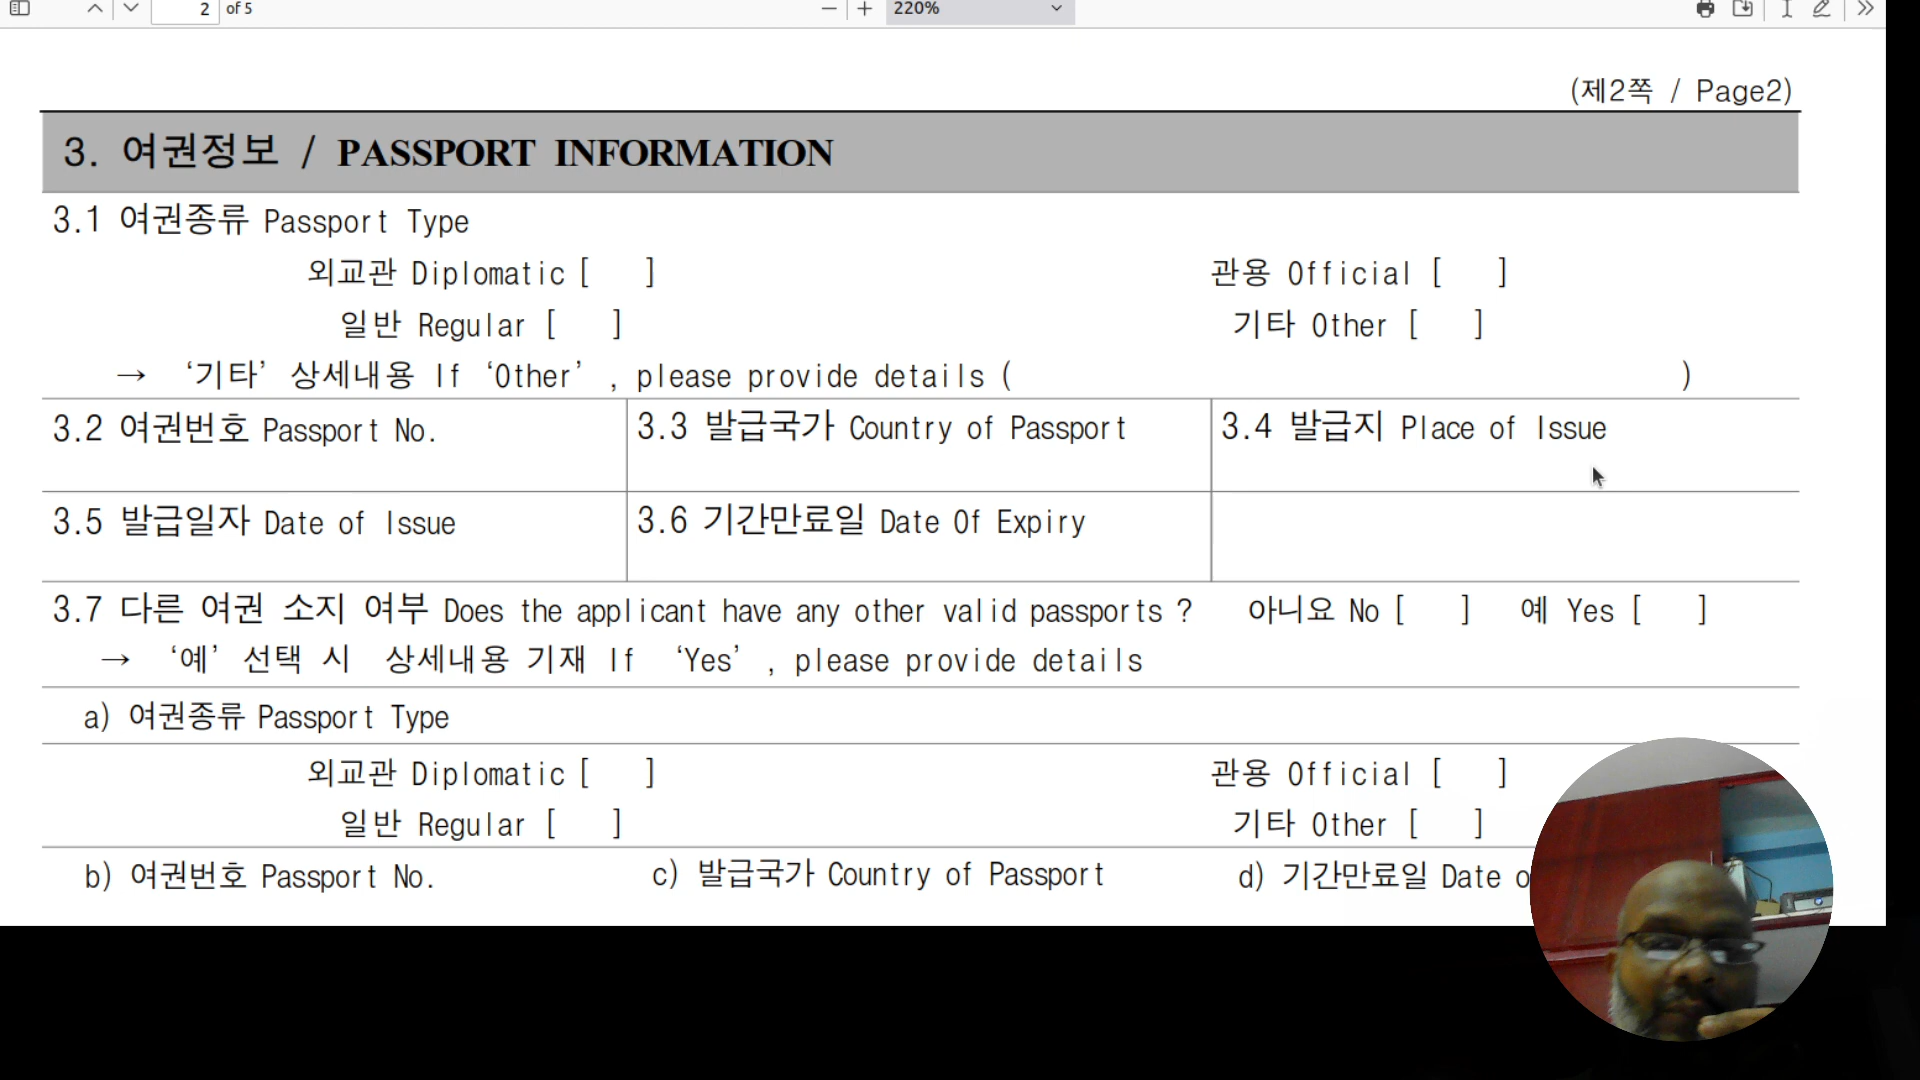 2 of 5
220%
(제2쪽 / Page2)
3. 여권정보 / PASSPORT INFORMATION
3.1 여권종류 Passport Type
외교관 Diplomatic [ ] 관용 Official [ ]
일반 Regular [ ] 기타 Other [ ]
→ ‘기타’ 상세내용 If ‘Other’, please provide details ( )
3.2 여권번호 Passport No. 3.3 발급국가 Country of Passport 3.4 발급지 Place of Issue
3.5 발급일자 Date of Issue 3.6 기간만료일 Date Of Expiry
3.7 다른 여권 소지 여부 Does the applicant have any other valid passports ? 아니요 No [ ] 예 Yes [ ]
→ ‘예’ 선택 시 상세내용 기재 If ‘Yes’, please provide details
a) 여권종류 Passport Type
외교관 Diplomatic [ ] 관용 Official [ ]
일반 Regular [ ] 기타 Other [ ]
b) 여권번호 Passport No. c) 발급국가 Country of Passport d) 기간만료일 Date o